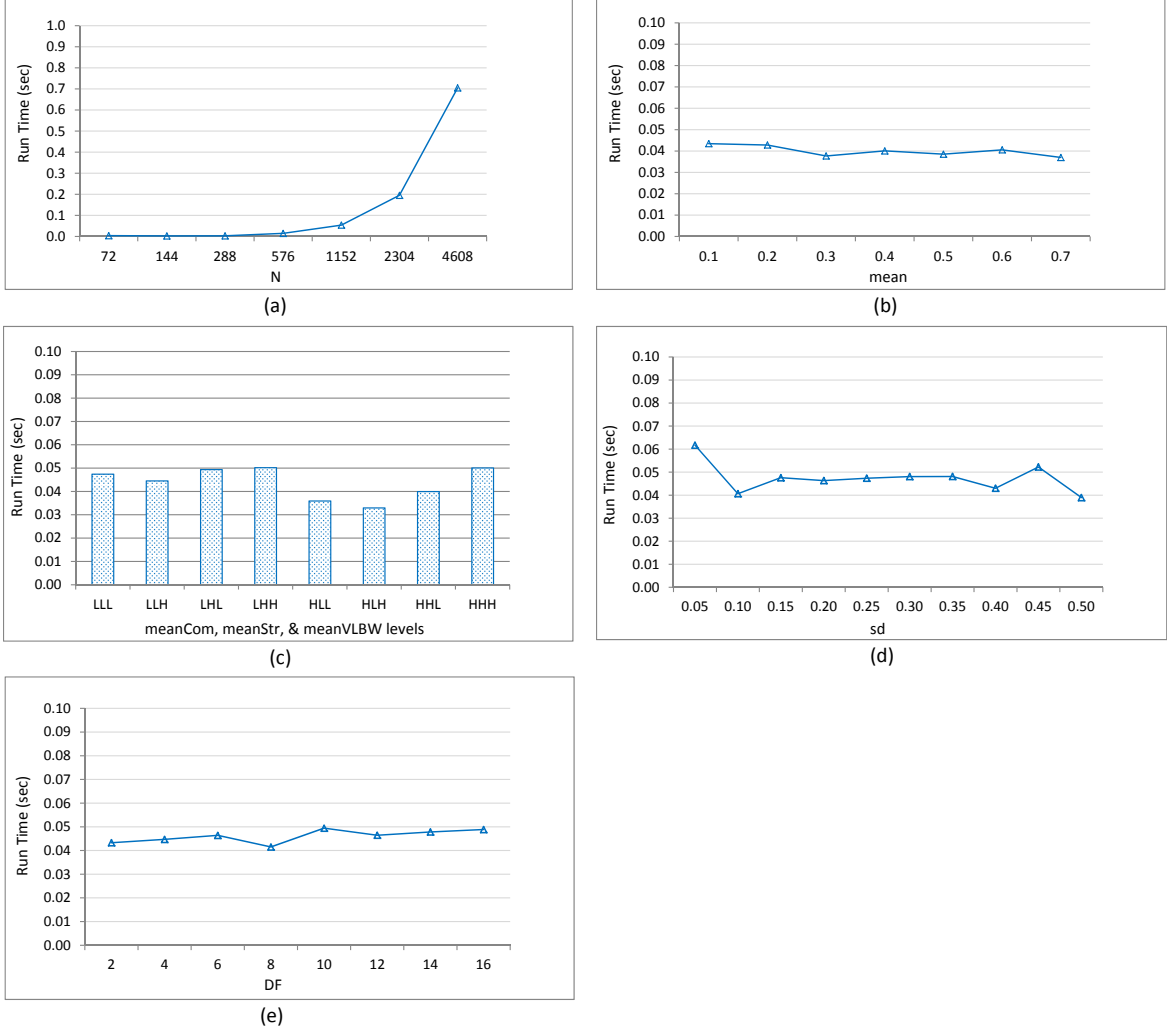 1.0
0.9
0.8
0.7
0.6
0.5
0.4
0.3
0.2
0.1
0.0
Run Time (sec)
72 144 288 576 1152 2304 4608
N
(a)
0.10
0.09
0.08
0.07
0.06
0.05
0.04
0.03
0.02
0.01
0.00
Run Time (sec)
0.1 0.2 0.3 0.4 0.5 0.6 0.7
mean
(b)
0.10
0.09
0.08
0.07
0.06
0.05
0.04
0.03
0.02
0.01
0.00
Run Time (sec)
LLL LLH LHL LHH HLL HLH HHL HHH
meanCom, meanStr, & meanVLBW levels
(c)
0.10
0.09
0.08
0.07
0.06
0.05
0.04
0.03
0.02
0.01
0.00
Run Time (sec)
0.05 0.10 0.15 0.20 0.25 0.30 0.35 0.40 0.45 0.50
sd
(d)
0.10
0.09
0.08
0.07
0.06
0.05
0.04
0.03
0.02
0.01
0.00
Run Time (sec)
2 4 6 8 10 12 14 16
DF
(e)